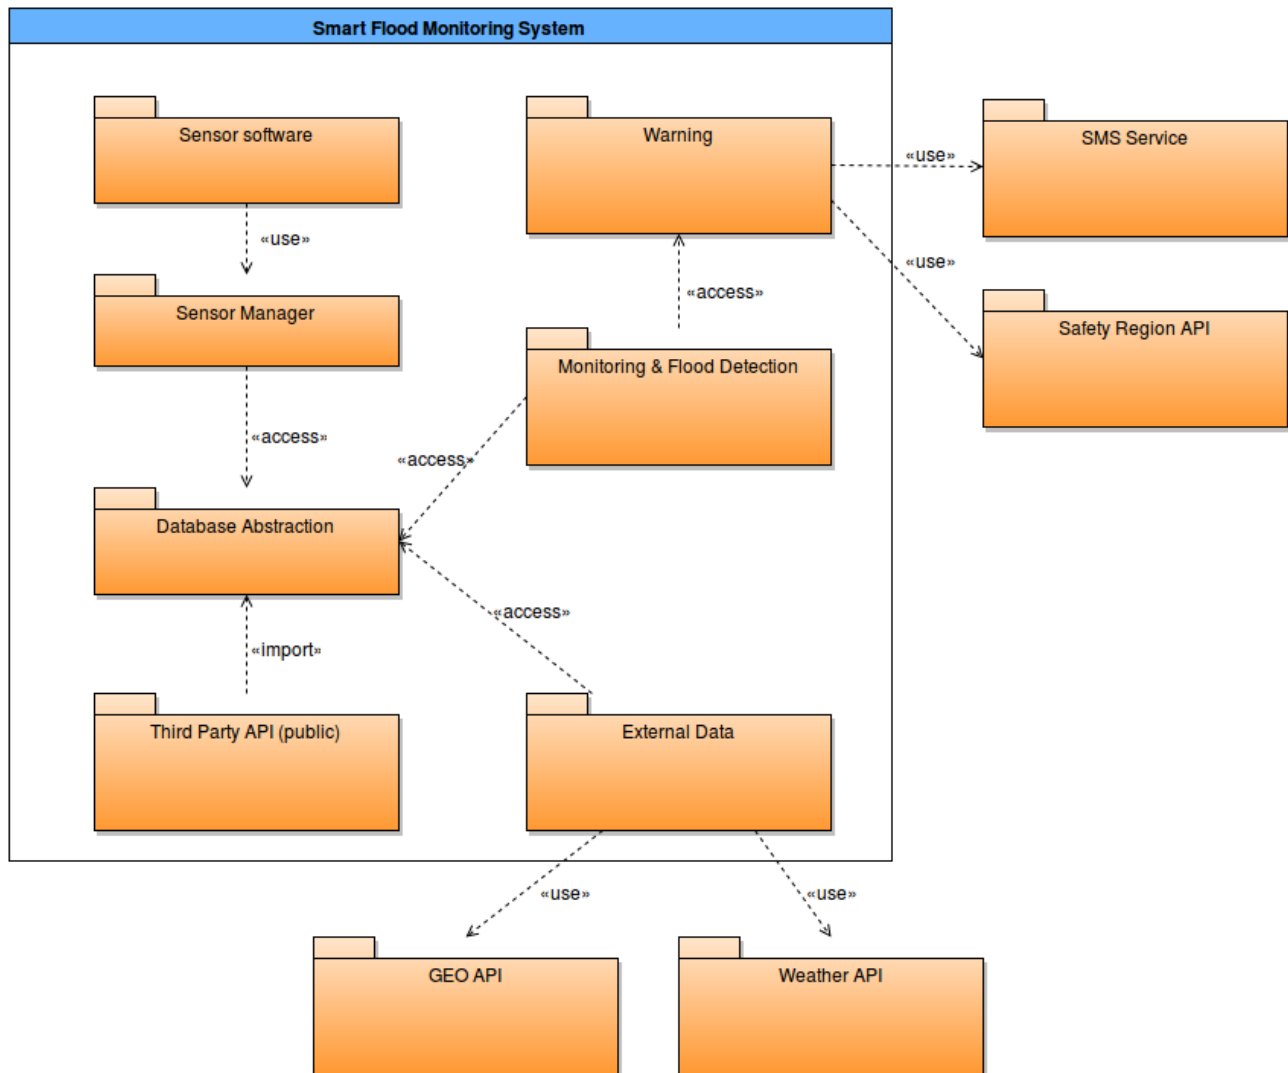 Smart Flood Monitoring System
Sensor software
Warning
SMS Service
«use»
«use»
«use»
Sensor Manager
«access»
Safety Region API
Monitoring & Flood Detection
«access»
«access»
Database Abstraction
«access»
«import»
Third Party API (public)
External Data
«use»
«use»
GEO API
Weather API